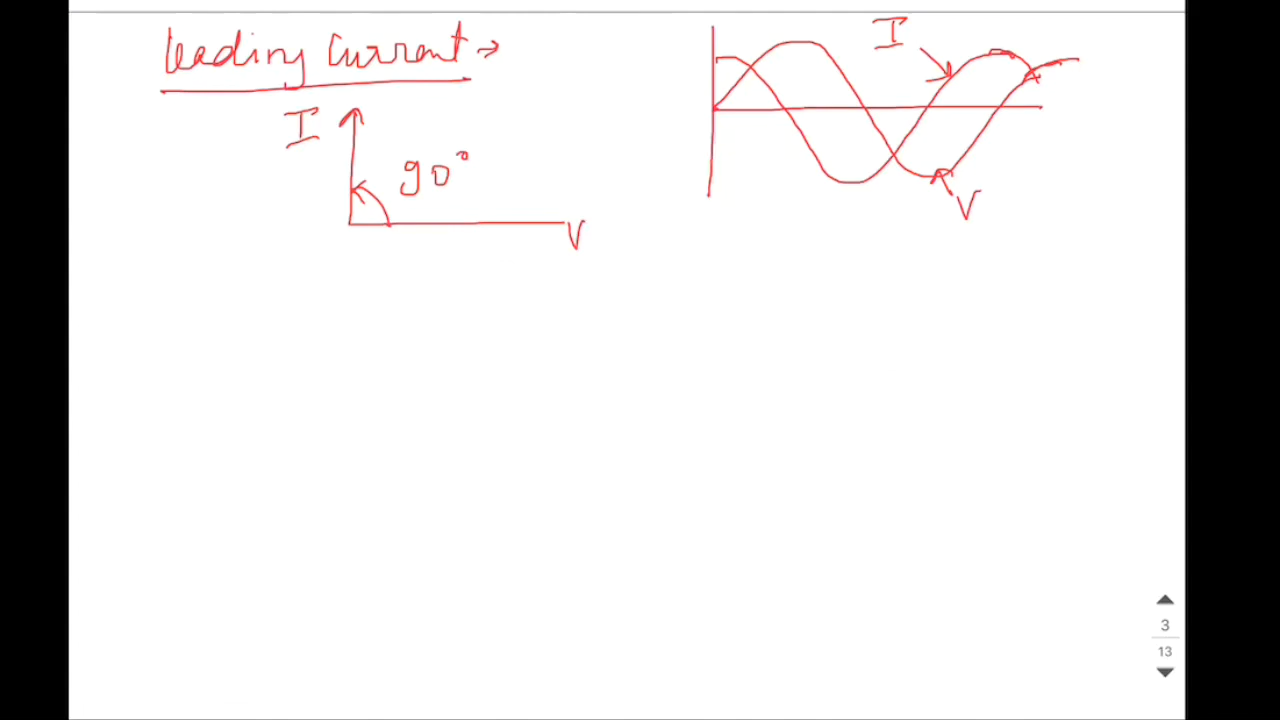 leading Current →
I
90°
V
I
V
3
13